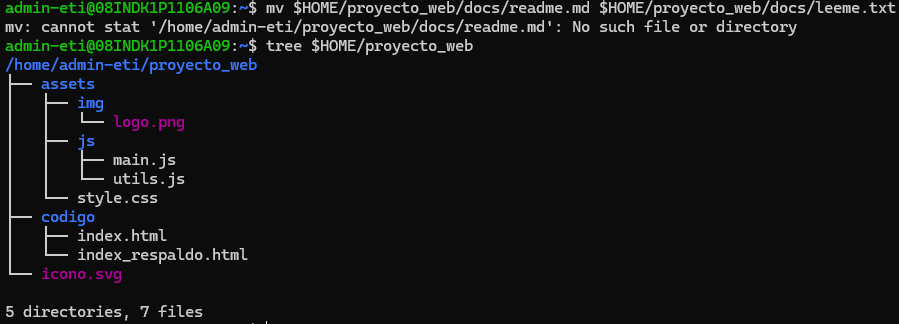 admin-eti@08INDK1P1106A09:~$ mv $HOME/proyecto_web/docs/readme.md $HOME/proyecto_web/docs/leeme.txt
mv: cannot stat '/home/admin-eti/proyecto_web/docs/readme.md': No such file or directory
admin-eti@08INDK1P1106A09:~$ tree $HOME/proyecto_web
/home/admin-eti/proyecto_web
├── assets
│   ├── img
│   │   └── logo.png
│   ├── js
│   │   ├── main.js
│   │   └── utils.js
│   └── style.css
├── codigo
│   ├── index.html
│   └── index_respaldo.html
└── icono.svg
5 directories, 7 files